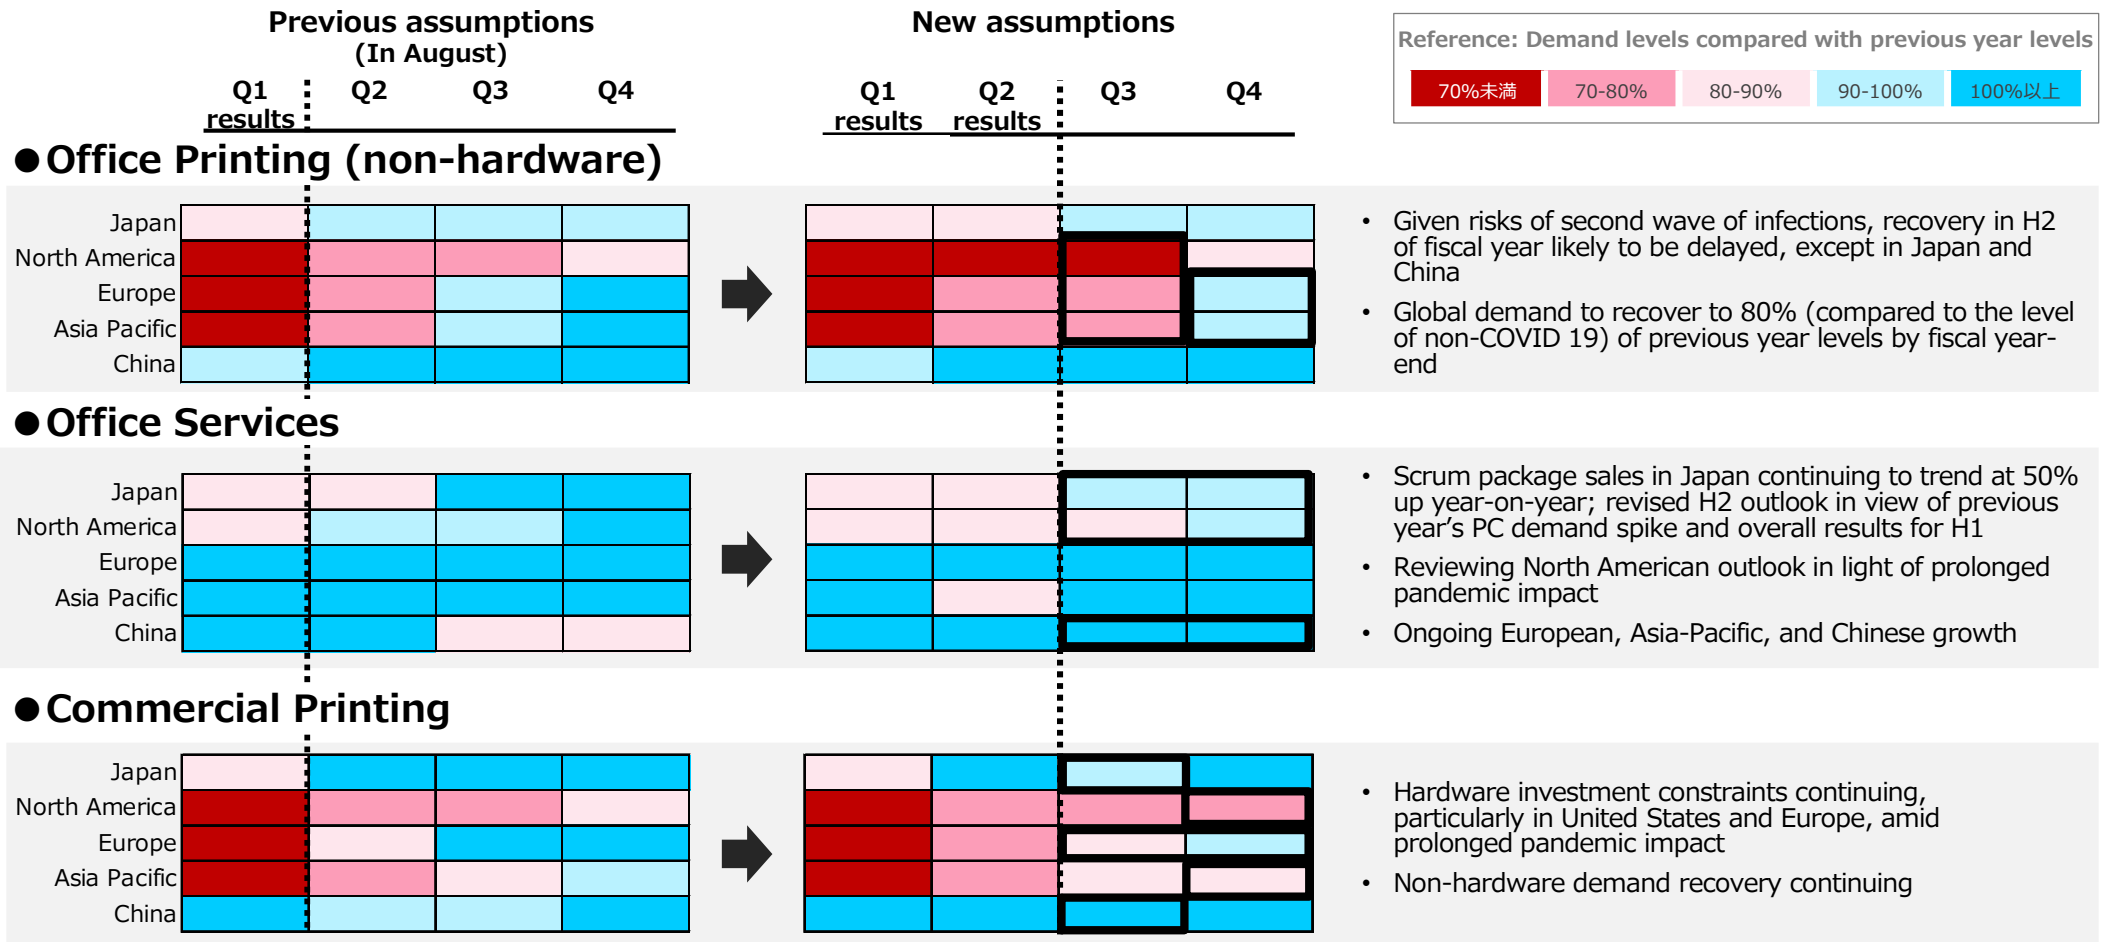 Previous assumptions
(In August)
New assumptions
Reference: Demand levels compared with previous year levels
70%未満 70-80% 80-90% 90-100% 100%以上
Q1 results Q2 Q3 Q4
Q1 results Q2 results Q3 Q4
●Office Printing (non-hardware)
Japan
North America
Europe
Asia Pacific
China
• Given risks of second wave of infections, recovery in H2
of fiscal year likely to be delayed, except in Japan and
China
• Global demand to recover to 80% (compared to the level
of non-COVID 19) of previous year levels by fiscal year-
end
●Office Services
Japan
North America
Europe
Asia Pacific
China
• Scrum package sales in Japan continuing to trend at 50%
up year-on-year; revised H2 outlook in view of previous
year’s PC demand spike and overall results for H1
• Reviewing North American outlook in light of prolonged
pandemic impact
• Ongoing European, Asia-Pacific, and Chinese growth
●Commercial Printing
Japan
North America
Europe
Asia Pacific
China
• Hardware investment constraints continuing,
particularly in United States and Europe, amid
prolonged pandemic impact
• Non-hardware demand recovery continuing